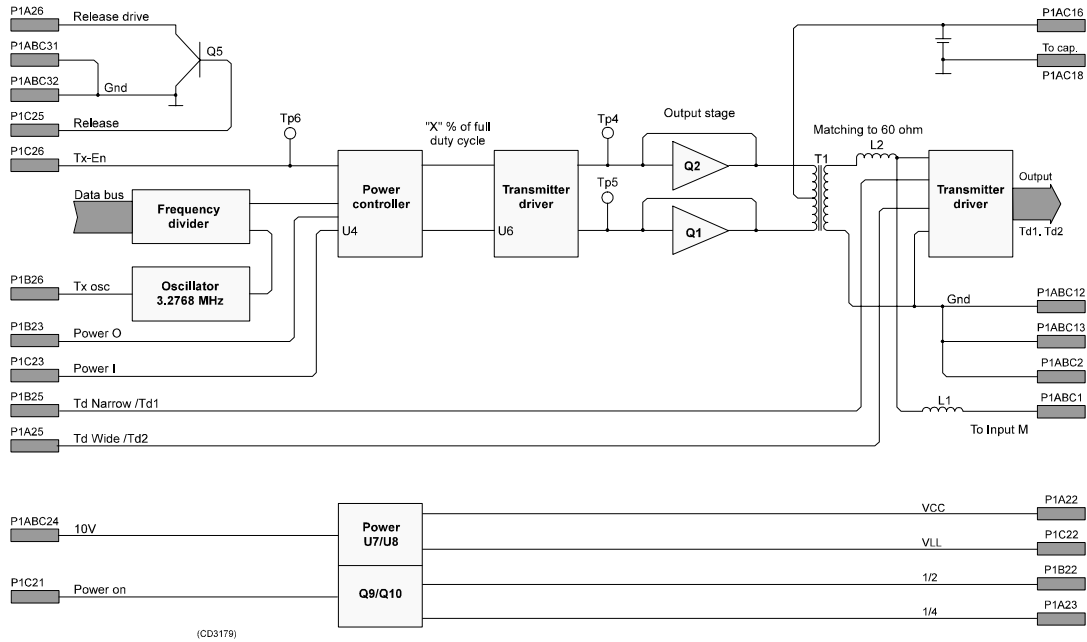 P1A26
Release drive
P1ABC31
P1ABC32
Gnd
Q5
P1C25
Release
P1C26
Tx-En
Tp6
"X" % of full
duty cycle
Tp4
Output stage
Q2
Tp5
Q1
Matching to 60 ohm
T1
L2
P1AC16
To cap.
P1AC18
Data bus
Frequency
divider
Power
controller
U4
Transmitter
driver
U6
Transmitter
driver
Output
Td1, Td2
P1B26
Tx osc
Oscillator
3.2768 MHz
P1B23
Power O
P1C23
Power I
P1B25
Td Narrow /Td1
P1A25
Td Wide /Td2
Gnd
P1ABC12
P1ABC13
P1ABC2
L1
P1ABC1
To Input M
P1ABC24
10V
Power
U7/U8
VCC
P1A22
VLL
P1C22
P1C21
Power on
Q9/Q10
1/2
P1B22
1/4
P1A23
(CD3179)